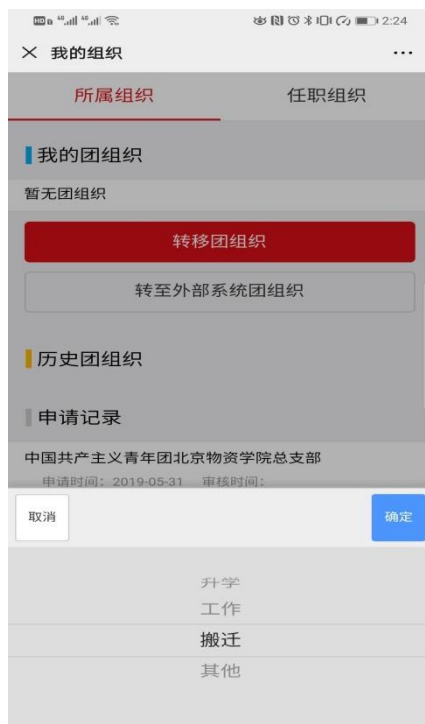 HD 46 46 2:24
我的组织 ...
所属组织 任职组织
我的团组织
暂无团组织
转移团组织
转至外部系统团组织
历史团组织
申请记录
中国共产主义青年团北京物资学院总支部
申请时间：2019-05-31 审核时间：
取消 确定
升学
工作
搬迁
其他